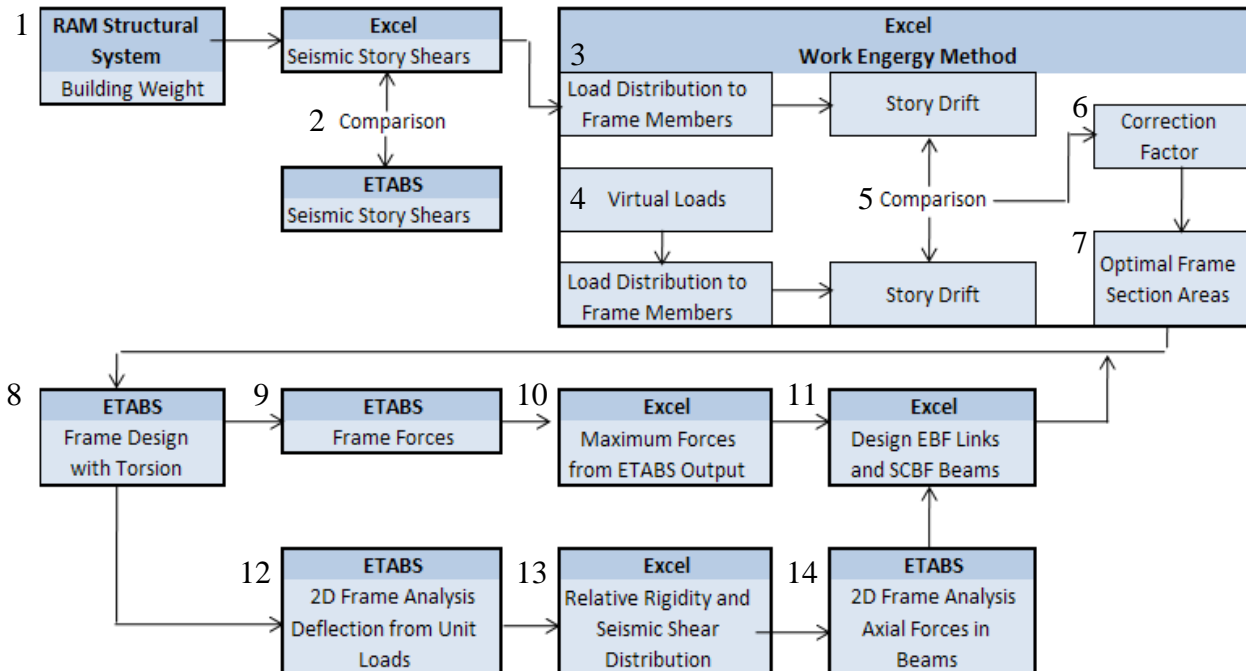 1
RAM Structural
System
Building Weight
Excel
Seismic Story Shears
2 Comparison
ETABS
Seismic Story Shears
Excel
Work Engergy Method
3
Load Distribution to
Frame Members
Story Drift
4 Virtual Loads
Load Distribution to
Frame Members
Story Drift
5 Comparison
6
Correction
Factor
7
Optimal Frame
Section Areas
8
ETABS
Frame Design
with Torsion
9
ETABS
Frame Forces
10
Excel
Maximum Forces
from ETABS Output
11
Excel
Design EBF Links
and SCBF Beams
12
ETABS
2D Frame Analysis
Deflection from Unit
Loads
13
Excel
Relative Rigidity and
Seismic Shear
Distribution
14
ETABS
2D Frame Analysis
Axial Forces in
Beams